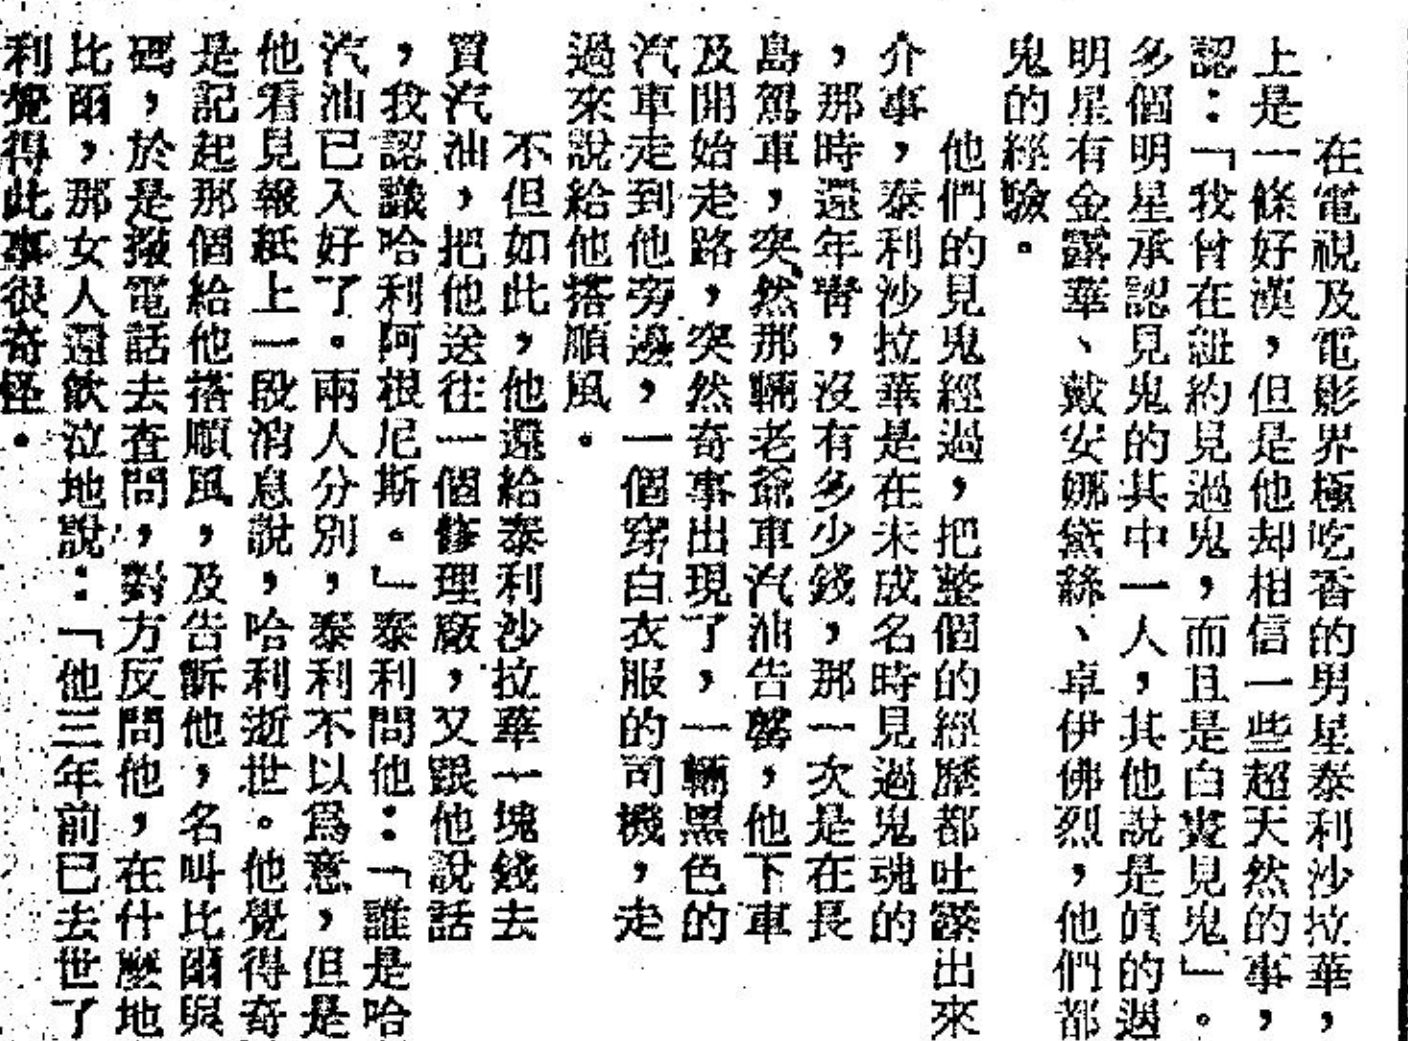 在電視及電影界極吃香的男星泰利沙拉華，
上是一條好漢，但是他却相信一些超天然的事，
認：「我曾在紐約見過鬼，而且是白晝見鬼」。
多個明星承認見鬼的其中一人，其他說是眞的遇
明星有金露華、戴安娜黛絲、卓伊佛烈，他們都
鬼的經驗。
他們的見鬼經過，把整個的經歷都吐露出來
介事，泰利沙拉華是在未成名時見過鬼魂的
，那時還年靑，沒有多少錢，那一次是在長
島駕車，突然那輛老爺車汽油告罄，他下車
及開始走路，突然奇事出現了，一輛黑色的
汽車走到他旁邊，一個穿白衣服的司機，走
過來說給他搭順風。
不但如此，他還給泰利沙拉華一塊錢去
買汽油，把他送往一個修理廠，又跟他說話
，我認識哈利阿根尼斯。」泰利問他：「誰是哈
汽油已入好了。兩人分別，泰利不以爲意，但是
他看見報紙上一段消息說，哈利逝世。他覺得奇
是記起那個給他搭順風，及告訴他，名叫比爾與
碼，於是撥電話去查問，對方反問他，在什麼地
比爾，那女人還飲泣地說：「他三年前已去世了
利覺得此事很奇怪。